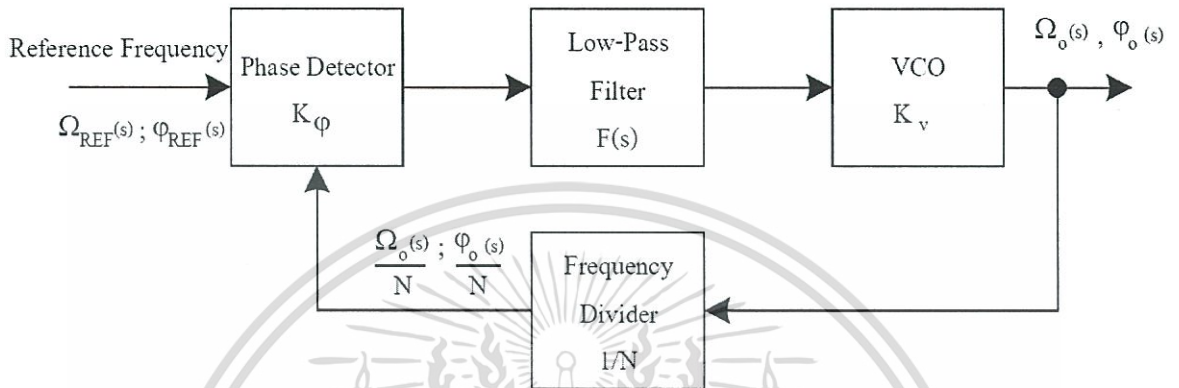 Reference Frequency
Ω_REF(s) ; φ_REF(s)
Phase Detector
K_φ
Low-Pass
Filter
F(s)
VCO
K_v
Ω_o(s) , φ_o(s)
Ω_o(s)/N ; φ_o(s)/N
Frequency
Divider
1/N